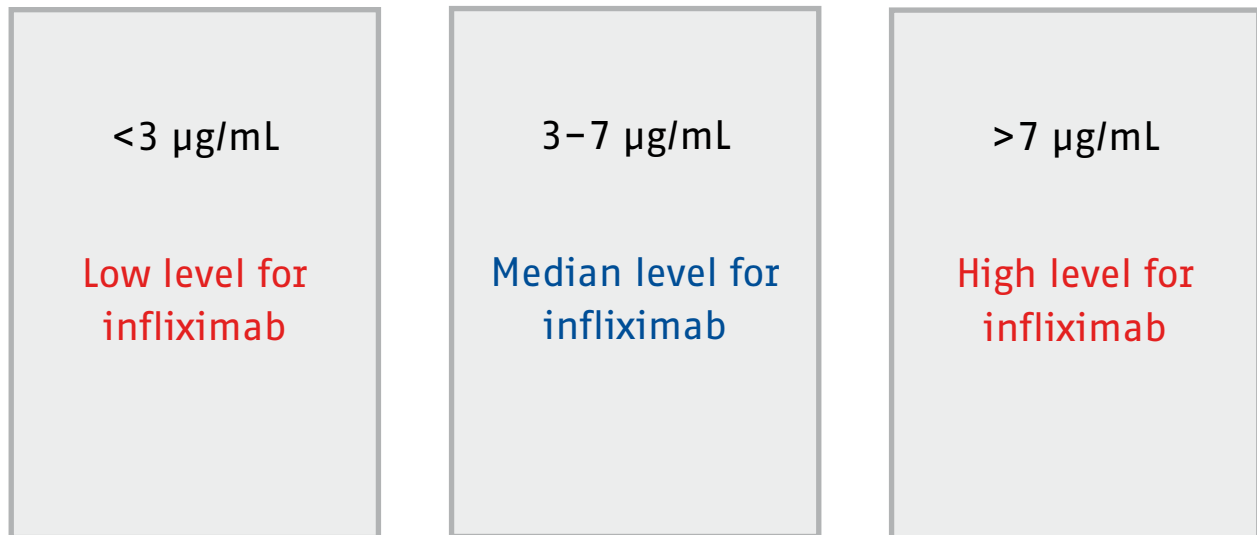 <3 µg/mL
Low level for
infliximab
3–7 µg/mL
Median level for
infliximab
>7 µg/mL
High level for
infliximab